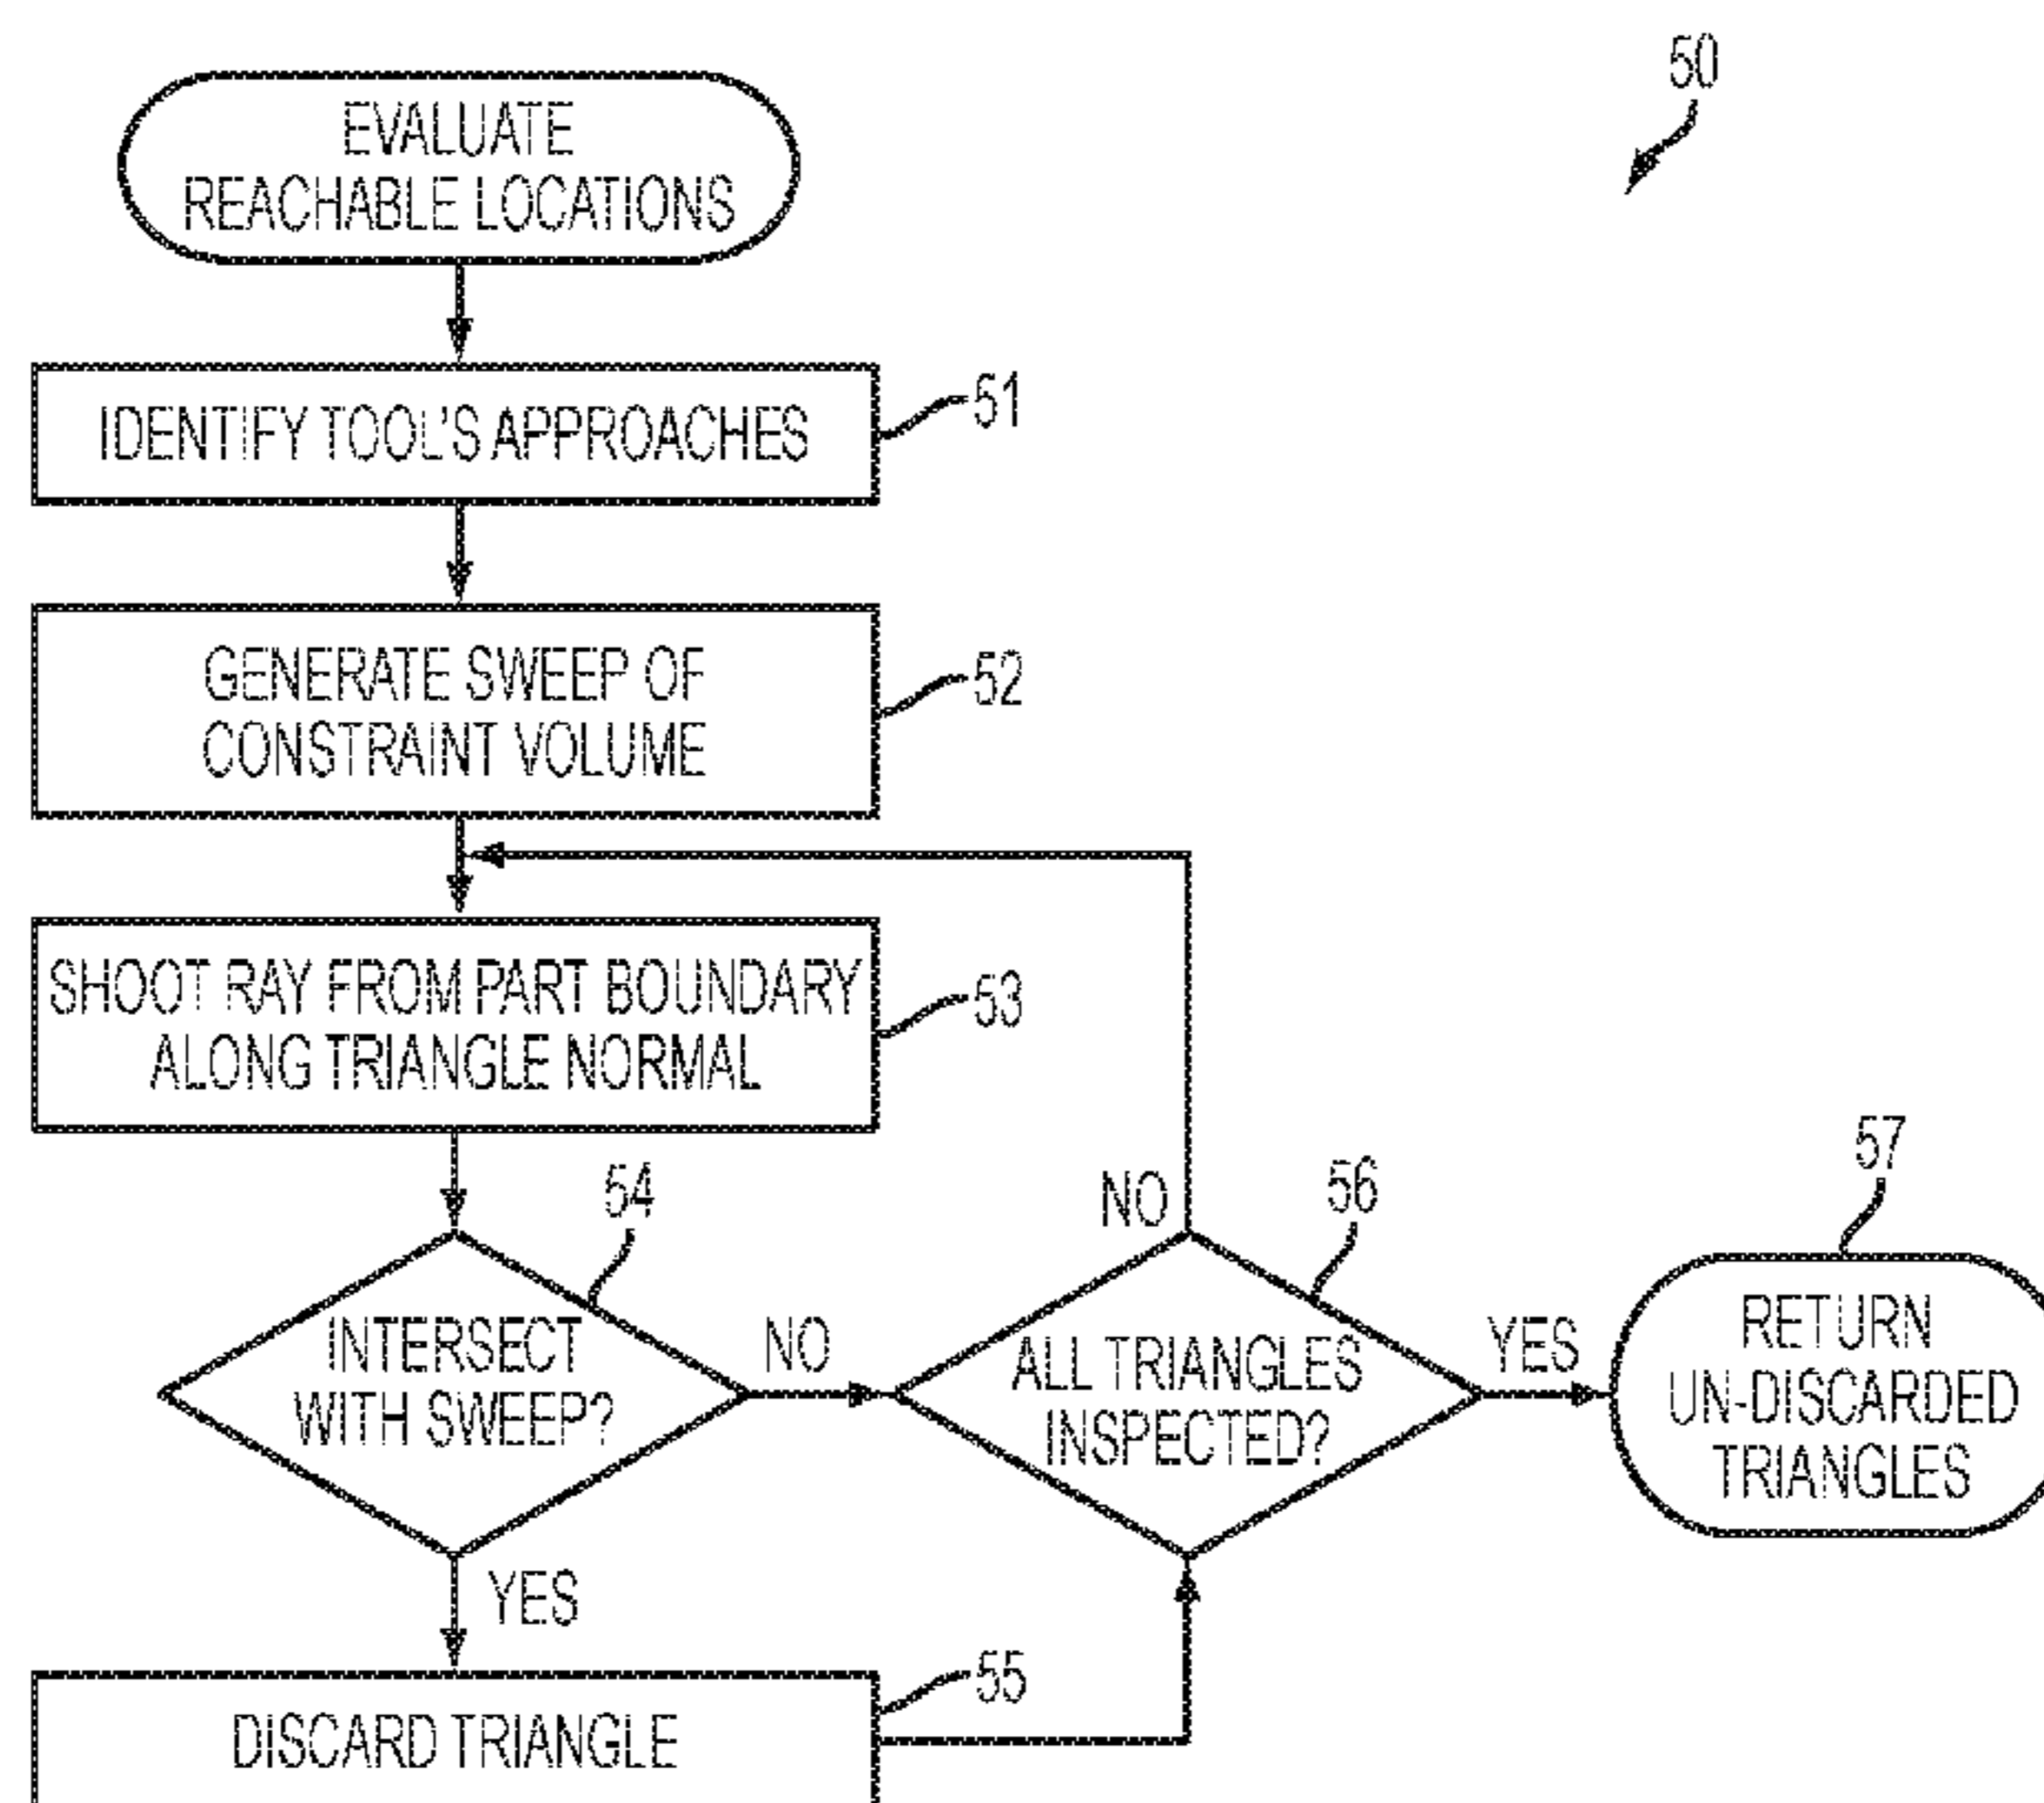 50
EVALUATE
REACHABLE LOCATIONS
IDENTIFY TOOL'S APPROACHES
51
GENERATE SWEEP OF
CONSTRAINT VOLUME
52
SHOOT RAY FROM PART BOUNDARY
ALONG TRIANGLE NORMAL
53
54
INTERSECT
WITH SWEEP?
NO
YES
NO
56
ALL TRIANGLES
INSPECTED?
YES
57
RETURN
UN-DISCARDED
TRIANGLES
DISCARD TRIANGLE
55